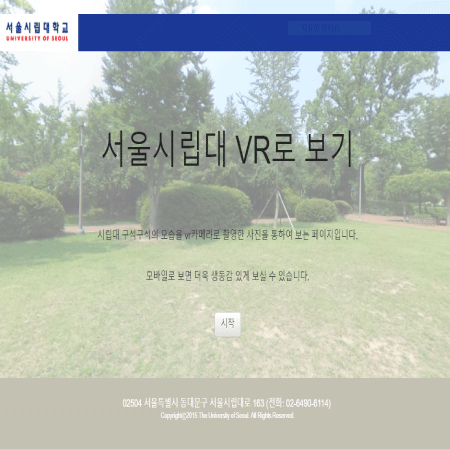 서울시립대학교
UNIVERSITY OF SEOUL
서울시립대 VR로 보기
시립대 구석구석의 모습을 vr카메라로 촬영한 사진을 통하여 보는 페이지입니다.
모바일로 보면 더욱 생동감 있게 보실 수 있습니다.
시작
02504 서울특별시 동대문구 서울시립대로 163 (전화: 02-6490-6114)
Copyright©2015 The University of Seoul. All Rights Reserved.